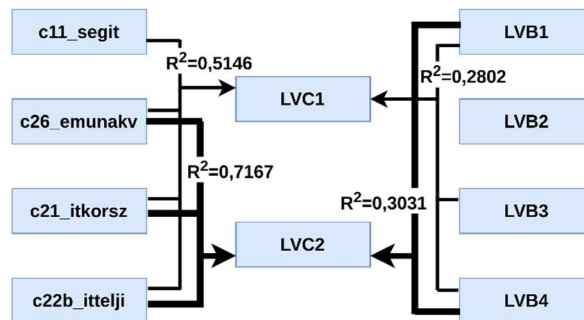 c11_segit
LVB1
R²=0,5146
R²=0,2802
LVC1
c26_emunakv
LVB2
R²=0,7167
c21_itkorsz
R²=0,3031
LVB3
LVC2
c22b_ittelji
LVB4